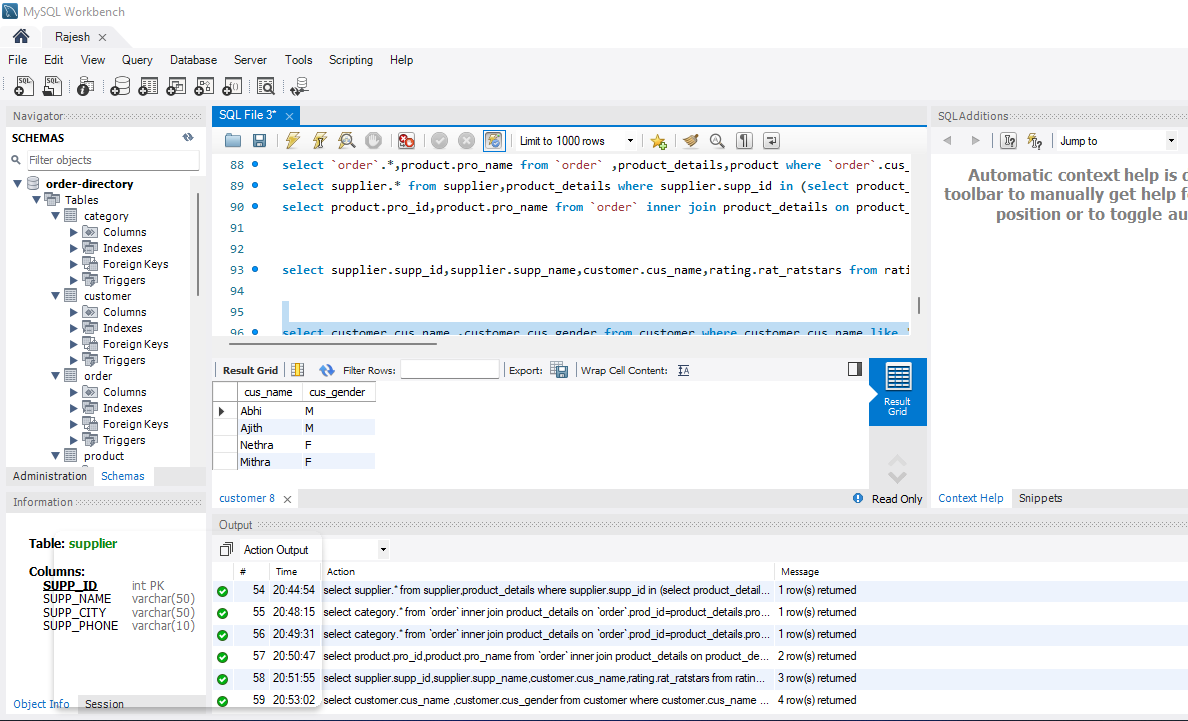 MySQL Workbench
Rajesh
File Edit View Query Database Server Tools Scripting Help
Navigator
SCHEMAS
Filter objects
order-directory
Tables
category
Columns
Indexes
Foreign Keys
Triggers
customer
Columns
Indexes
Foreign Keys
Triggers
order
Columns
Indexes
Foreign Keys
Triggers
product
Administration Schemas
Information
Table: supplier
Columns:
SUPP_ID int PK
SUPP_NAME varchar(50)
SUPP_CITY varchar(50)
SUPP_PHONE varchar(10)
Object Info Session
SQL File 3*
Limit to 1000 rows
88 select `order`.*,product.pro_name from `order` ,product_details,product where `order`.cus_
89 select supplier.* from supplier,product_details where supplier.supp_id in (select product_
90 select product.pro_id,product.pro_name from `order` inner join product_details on product_
91
92
93 select supplier.supp_id,supplier.supp_name,customer.cus_name,rating.rat_ratstars from rati
94
95
96 select customer.cus_name ,customer.cus_gender from customer where customer.cus_name like
Result Grid Filter Rows: Export: Wrap Cell Content:
cus_name cus_gender
Abhi M
Ajith M
Nethra F
Mithra F
Result
Grid
customer 8
Read Only
SQLAdditions
Jump to
Automatic context help is
toolbar to manually get help
position or to toggle
Context Help Snippets
Output
Action Output
# Time Action Message
54 20:44:54 select supplier.* from supplier,product_details where supplier.supp_id in (select product_detail... 1 row(s) returned
55 20:48:15 select category.* from `order` inner join product_details on `order`.prod_id=product_details.pro... 1 row(s) returned
56 20:49:31 select category.* from `order` inner join product_details on `order`.prod_id=product_details.pro... 1 row(s) returned
57 20:50:47 select product.pro_id,product.pro_name from `order` inner join product_details on product_de... 2 row(s) returned
58 20:51:55 select supplier.supp_id,supplier.supp_name,customer.cus_name,rating.rat_ratstars from ratin... 3 row(s) returned
59 20:53:02 select customer.cus_name ,customer.cus_gender from customer where customer.cus_name ... 4 row(s) returned